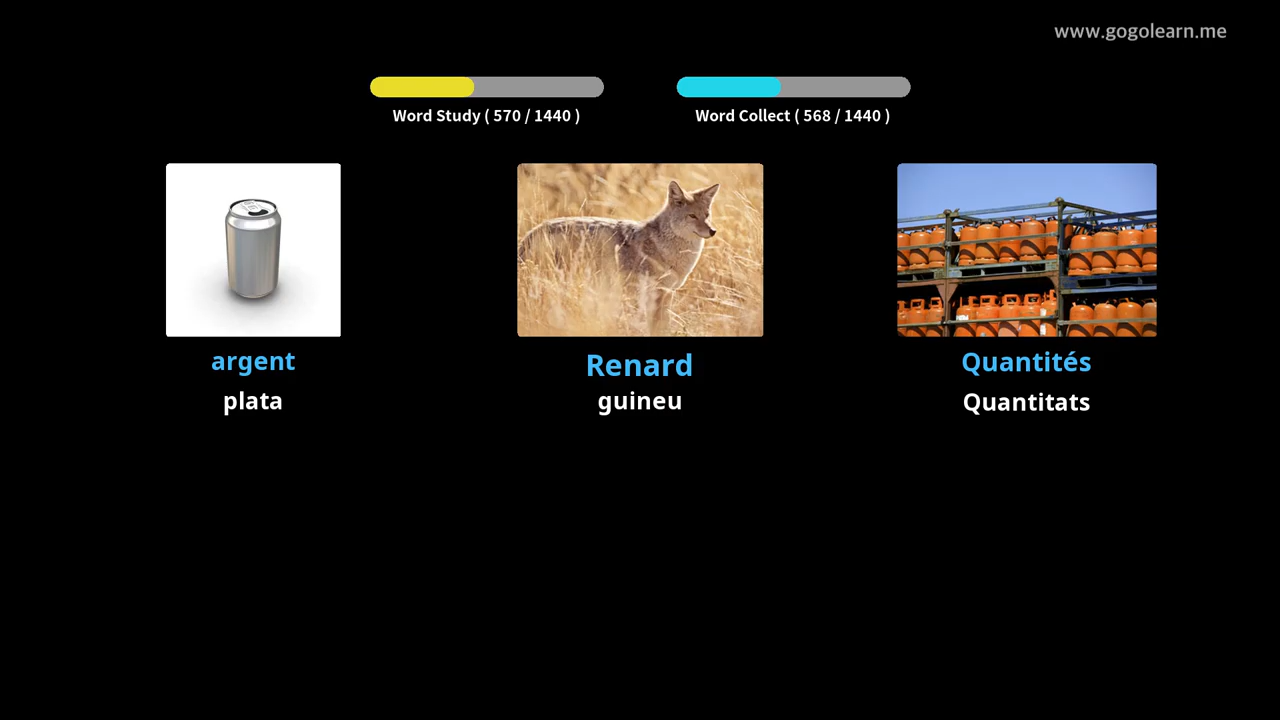 www.gogolearn.me
Word Study ( 570 / 1440 )
Word Collect ( 568 / 1440 )
argent
plata
Renard
guineu
Quantités
Quantitats